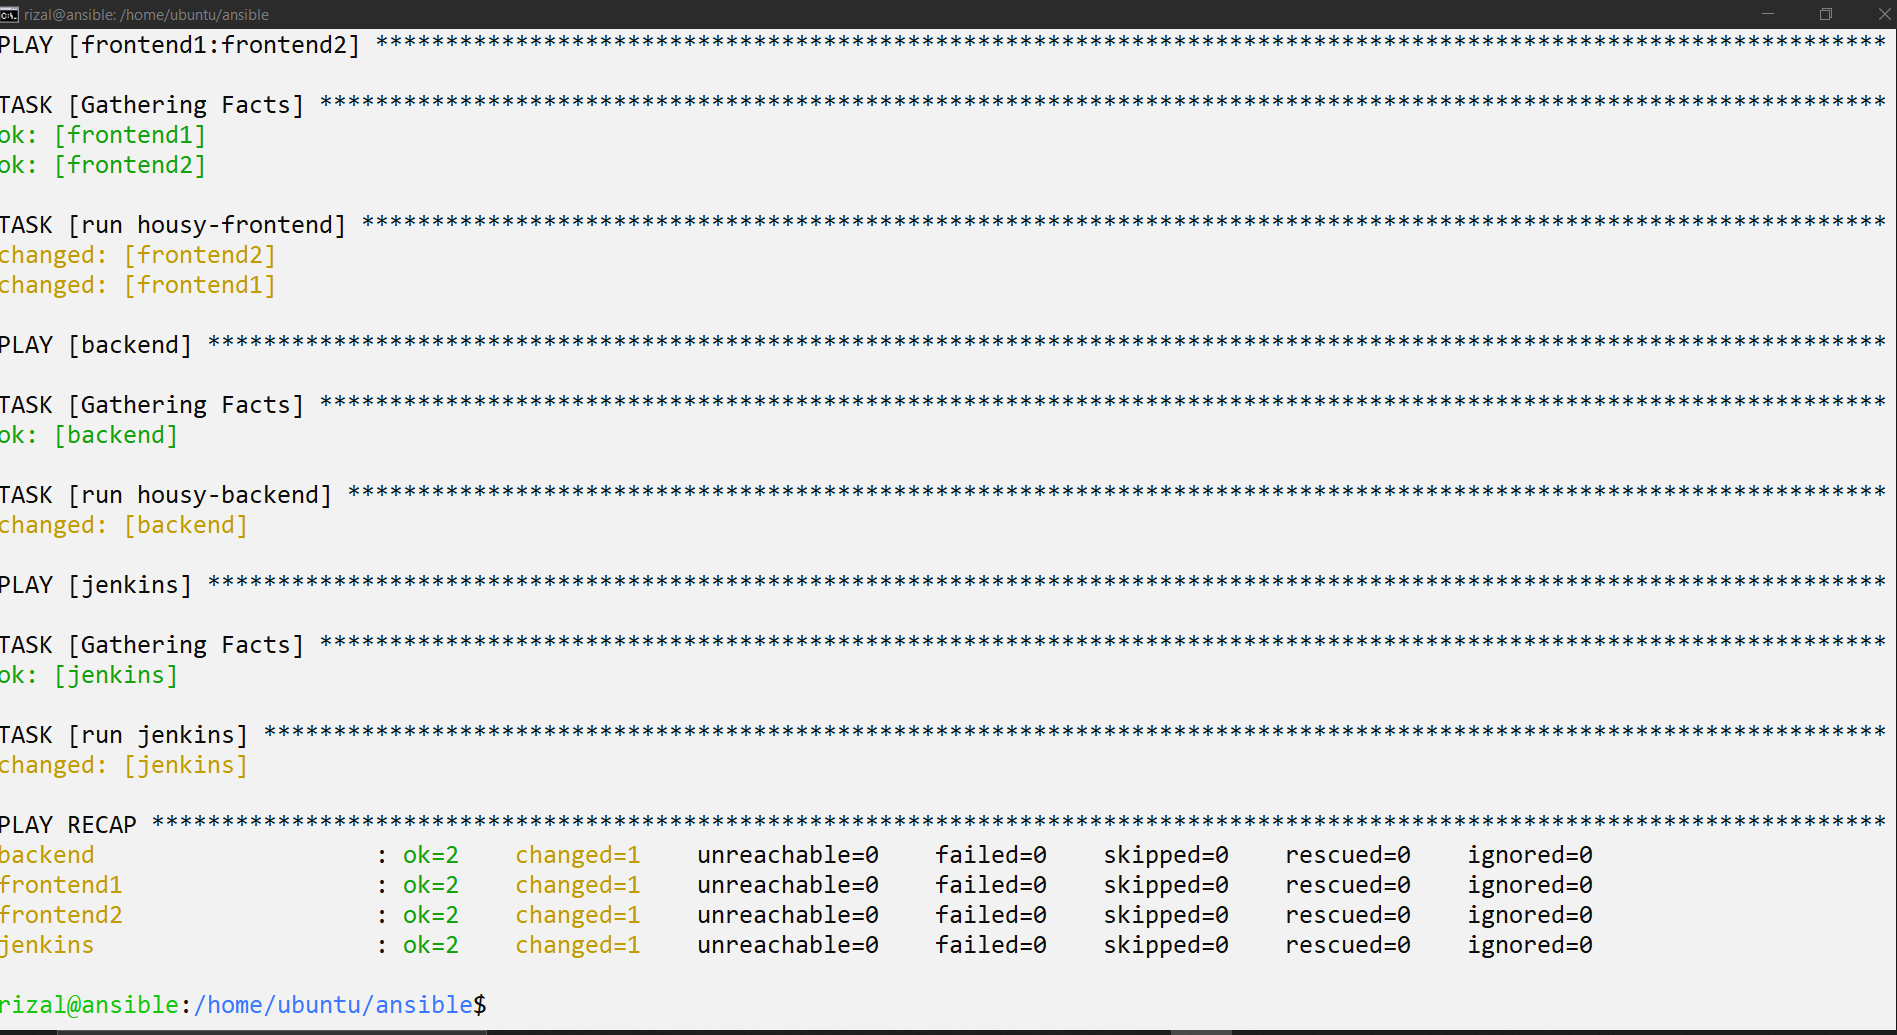 rizal@ansible: /home/ubuntu/ansible
PLAY [frontend1:frontend2] ************************************************************************************************************
TASK [Gathering Facts] ****************************************************************************************************************
ok: [frontend1]
ok: [frontend2]
TASK [run housy-frontend] *************************************************************************************************************
changed: [frontend2]
changed: [frontend1]
PLAY [backend] ************************************************************************************************************************
TASK [Gathering Facts] ****************************************************************************************************************
ok: [backend]
TASK [run housy-backend] **************************************************************************************************************
changed: [backend]
PLAY [jenkins] ************************************************************************************************************************
TASK [Gathering Facts] ****************************************************************************************************************
ok: [jenkins]
TASK [run jenkins] ********************************************************************************************************************
changed: [jenkins]
PLAY RECAP ****************************************************************************************************************************
backend                    : ok=2    changed=1    unreachable=0    failed=0    skipped=0    rescued=0    ignored=0
frontend1                  : ok=2    changed=1    unreachable=0    failed=0    skipped=0    rescued=0    ignored=0
frontend2                  : ok=2    changed=1    unreachable=0    failed=0    skipped=0    rescued=0    ignored=0
jenkins                    : ok=2    changed=1    unreachable=0    failed=0    skipped=0    rescued=0    ignored=0
rizal@ansible:/home/ubuntu/ansible$